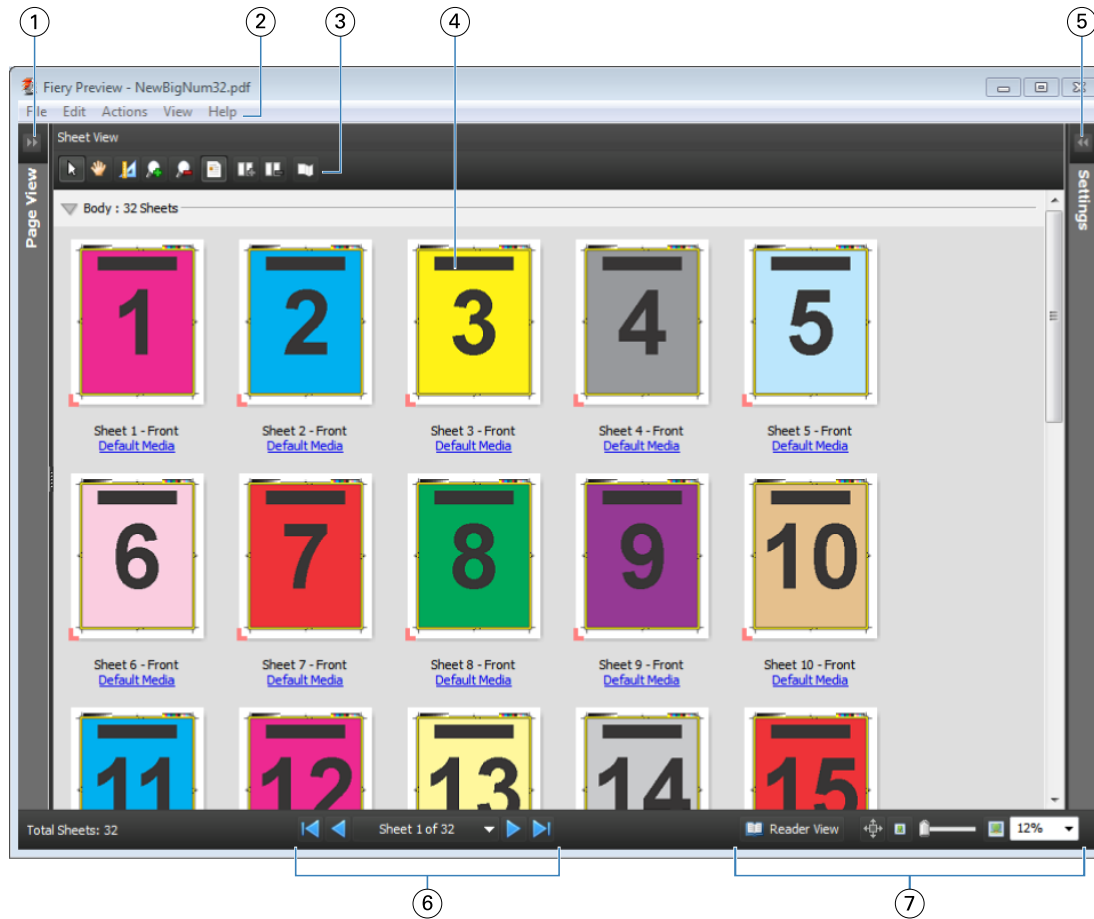 1 2 3 4 5
Fiery Preview - NewBigNum32.pdf
File Edit Actions View Help
Sheet View
Page View
Settings
Body : 32 Sheets
1 2 3 4 5
Sheet 1 - Front Sheet 2 - Front Sheet 3 - Front Sheet 4 - Front Sheet 5 - Front
Default Media Default Media Default Media Default Media Default Media
6 7 8 9 10
Sheet 6 - Front Sheet 7 - Front Sheet 8 - Front Sheet 9 - Front Sheet 10 - Front
Default Media Default Media Default Media Default Media Default Media
11 12 13 14 15
Total Sheets: 32 Sheet 1 of 32 Reader View 12%
6 7